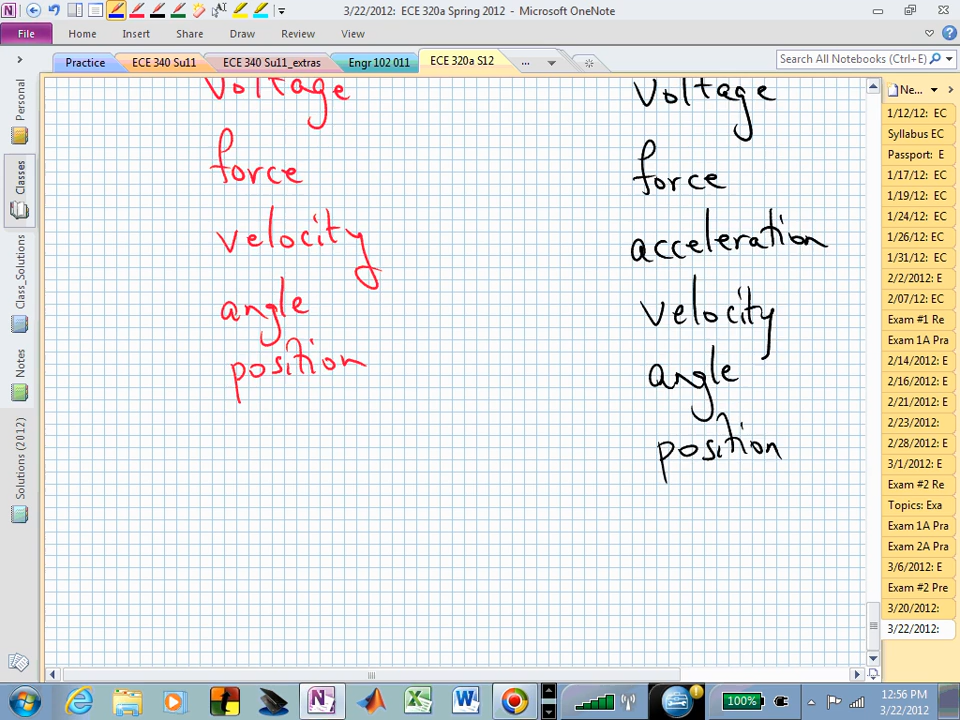 3/22/2012: ECE 320a Spring 2012 - Microsoft OneNote
File Home Insert Share Draw Review View
Practice ECE 340 Su11 ECE 340 Su11_extras Engr 102 011 ECE 320a S12 ...
Search All Notebooks (Ctrl+E)
Personal
Classes
Class_Solutions
Notes
Solutions (2012)
voltage
force
velocity
angle
position
voltage
force
acceleration
velocity
angle
position
Ne...
1/12/12: EC
Syllabus EC
Passport: E
1/17/12: EC
1/19/12: EC
1/24/12: EC
1/26/12: EC
1/31/12: EC
2/2/2012: E
2/07/12: EC
Exam #1 Re
Exam 1A Pra
2/14/2012: E
2/16/2012: E
2/21/2012: E
2/23/2012:
2/28/2012: E
3/1/2012: E
Exam #2 Re
Topics: Exa
Exam 1A Pra
Exam 2A Pra
3/6/2012: E
Exam #2 Pre
3/20/2012:
3/22/2012:
100%
12:56 PM
3/22/2012